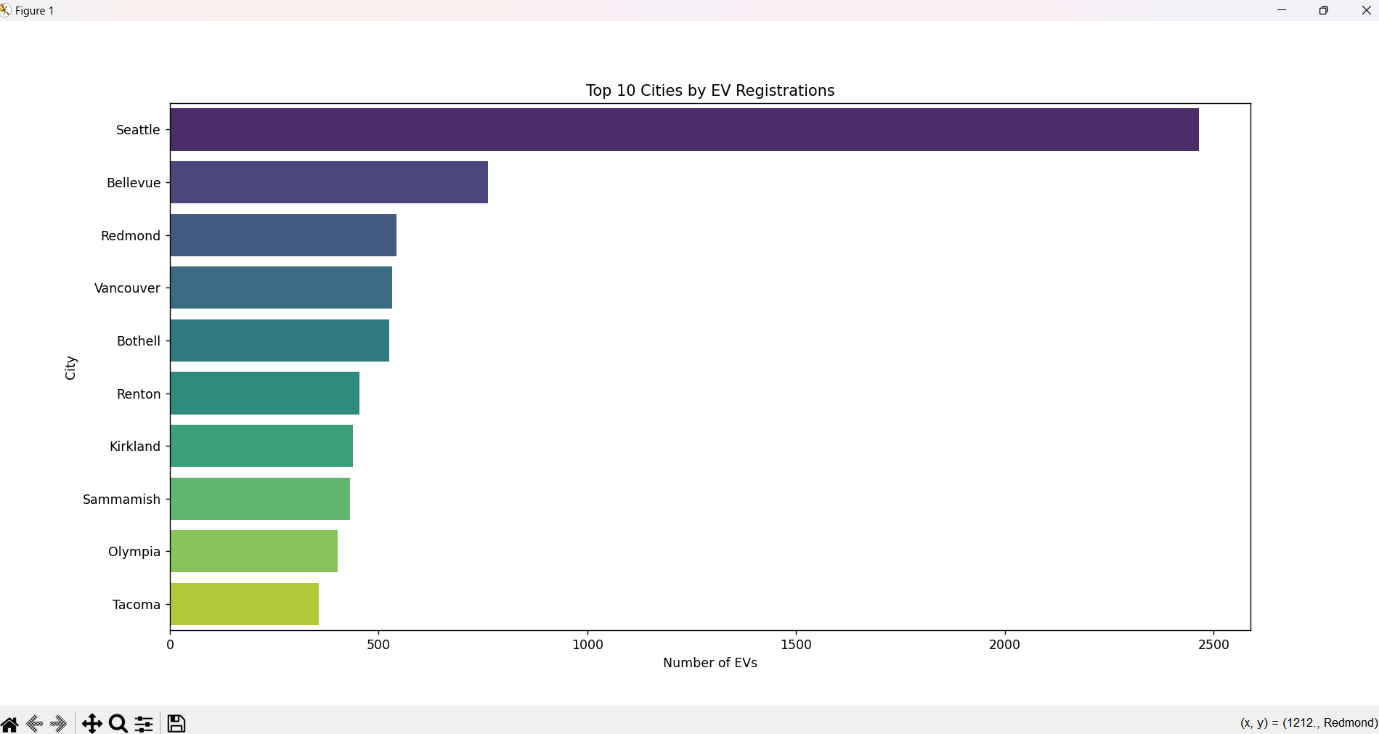 Figure 1
Top 10 Cities by EV Registrations
Seattle
Bellevue
Redmond
Vancouver
Bothell
Renton
Kirkland
Sammamish
Olympia
Tacoma
City
0 500 1000 1500 2000 2500
Number of EVs
(x, y) = (1212., Redmond)